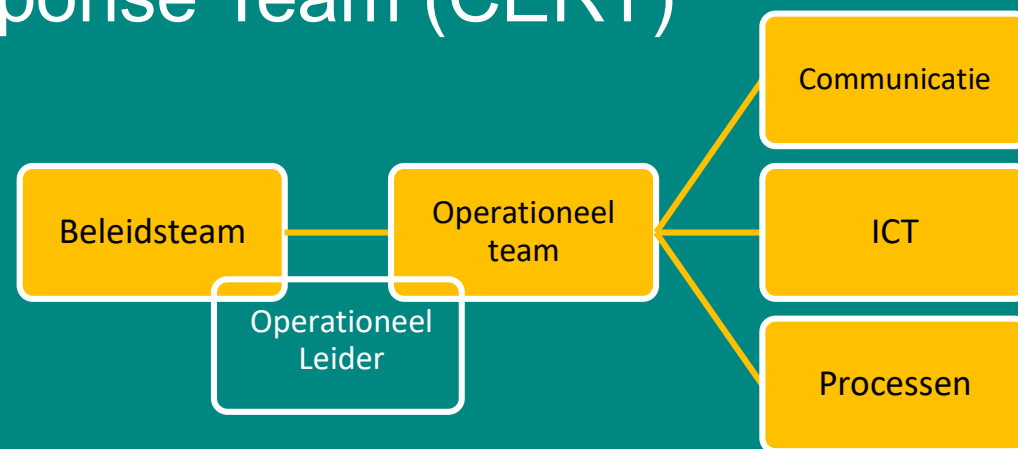 ponse Team (CERT)
Communicatie
Beleidsteam
Operationeel
team
ICT
Operationeel
Leider
Processen